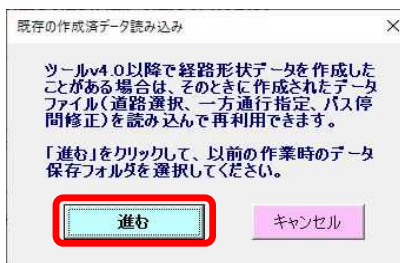 既存の作成済データ読み込み
ツールv4.0以降で経路形状データを作成した
ことがある場合は、そのときに作成されたデータ
ファイル(道路選択、一方通行指定、バス停
間修正)を読み込んで再利用できます。
「進む」をクリックして、以前の作業時のデータ
保存フォルダを選択してください。
進む
キャンセル